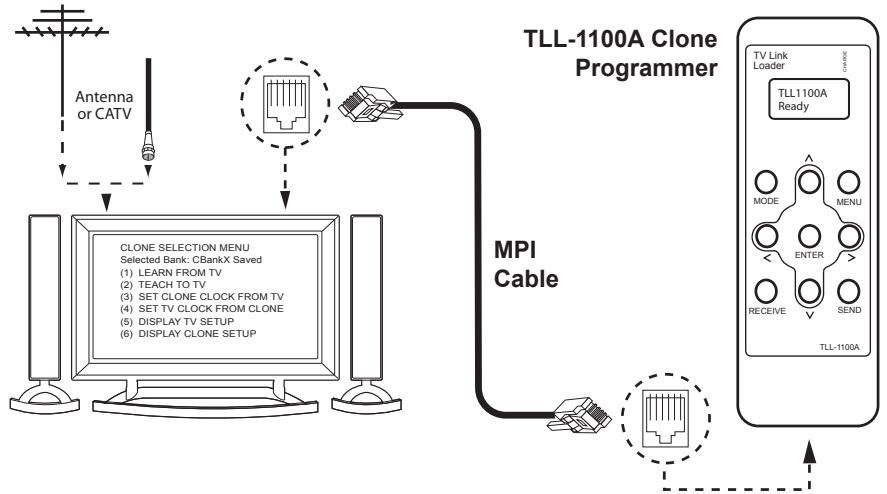 TLL-1100A Clone
Programmer
Antenna
or CATV
CLONE SELECTION MENU
Selected Bank: CBankX Saved
(1) LEARN FROM TV
(2) TEACH TO TV
(3) SET CLONE CLOCK FROM TV
(4) SET TV CLOCK FROM CLONE
(5) DISPLAY TV SETUP
(6) DISPLAY CLONE SETUP
MPI
Cable
TV Link
Loader
CHARGE
TLL1100A
Ready
MODE
MENU
ENTER
RECEIVE
SEND
TLL-1100A